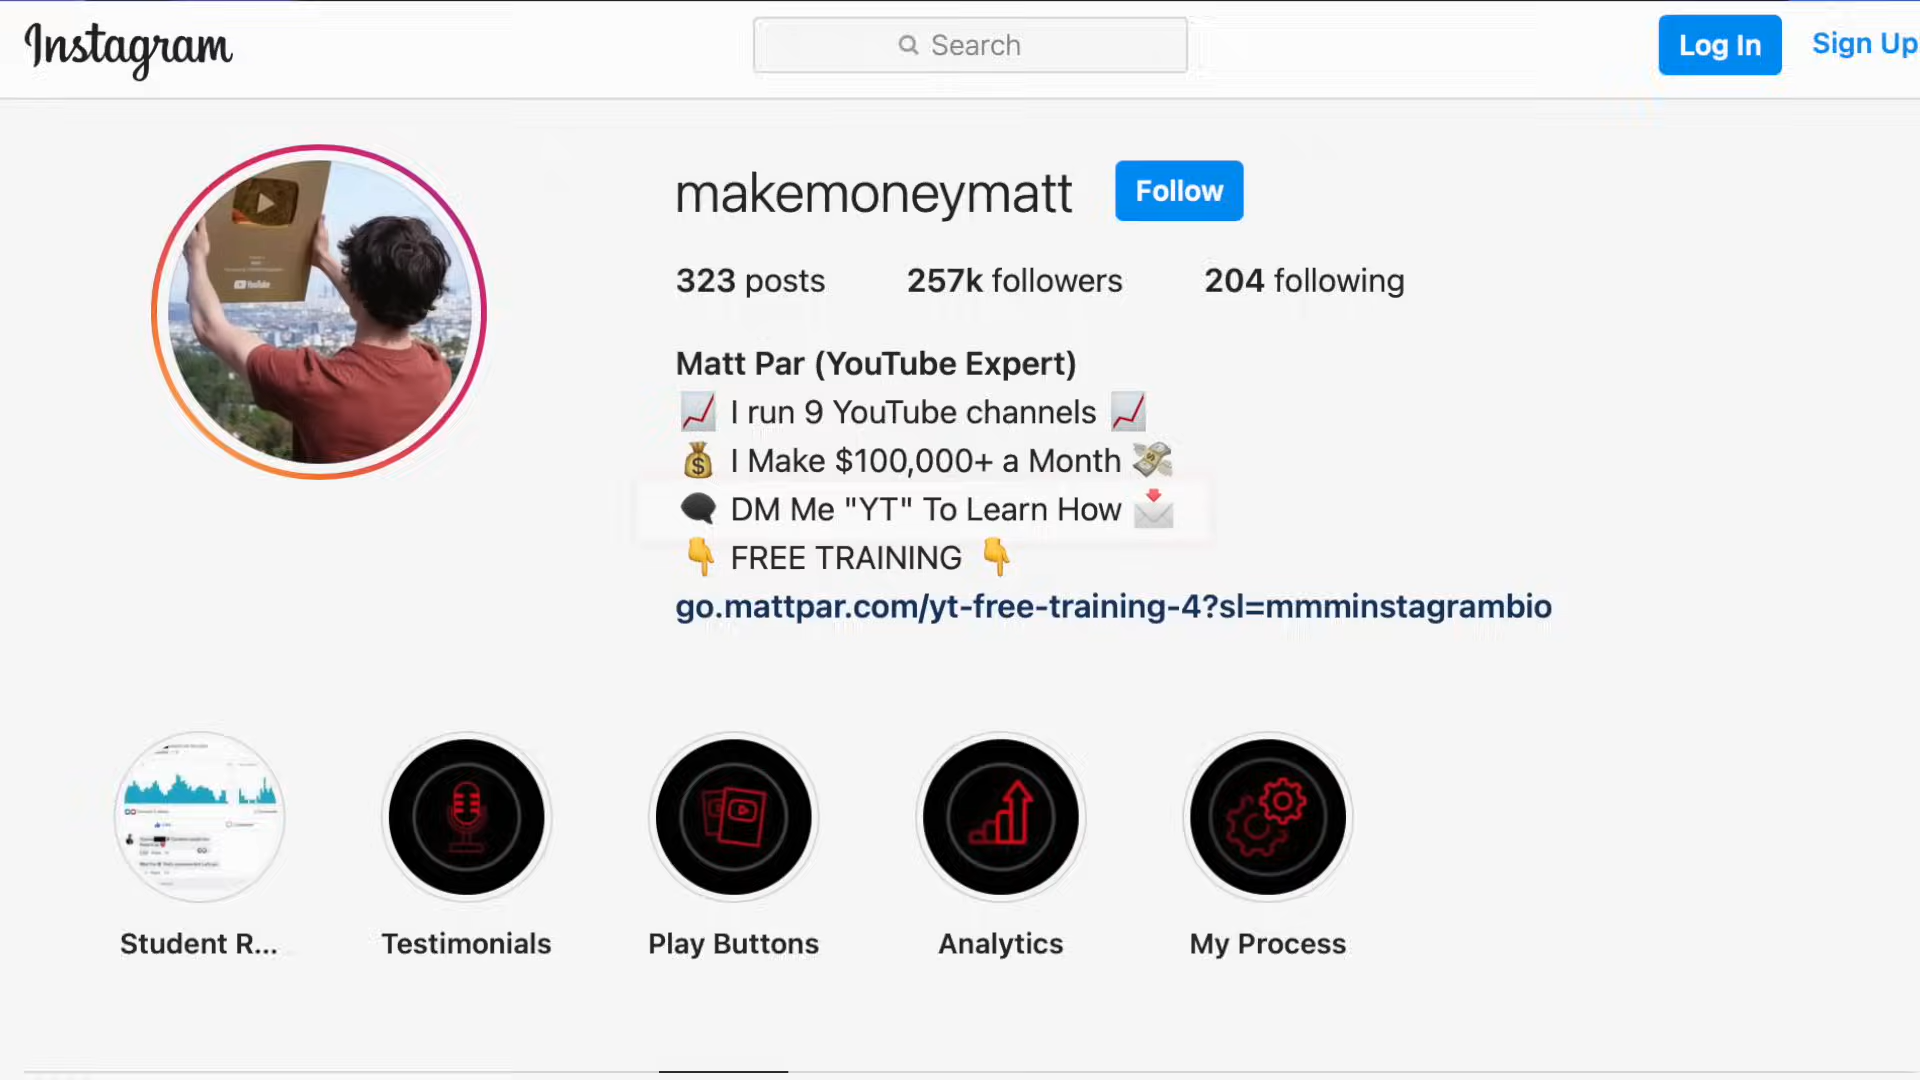 Instagram
Search
Log In
Sign Up
YouTube
makemoneymatt
Follow
323 posts 257k followers 204 following
Matt Par (YouTube Expert)
📈 I run 9 YouTube channels 📈
💰 I Make $100,000+ a Month 💸
🗨 DM Me "YT" To Learn How 📩
👇 FREE TRAINING 👇
go.mattpar.com/yt-free-training-4?sl=mmminstagrambio
Student R...
Testimonials
Play Buttons
Analytics
My Process